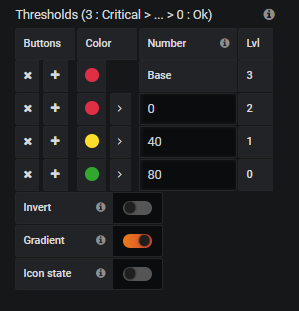 Thresholds (3 : Critical > ... > 0 : Ok)
Buttons Color Number Lvl
Base 3
> 0 2
> 40 1
> 80 0
Invert
Gradient
Icon state